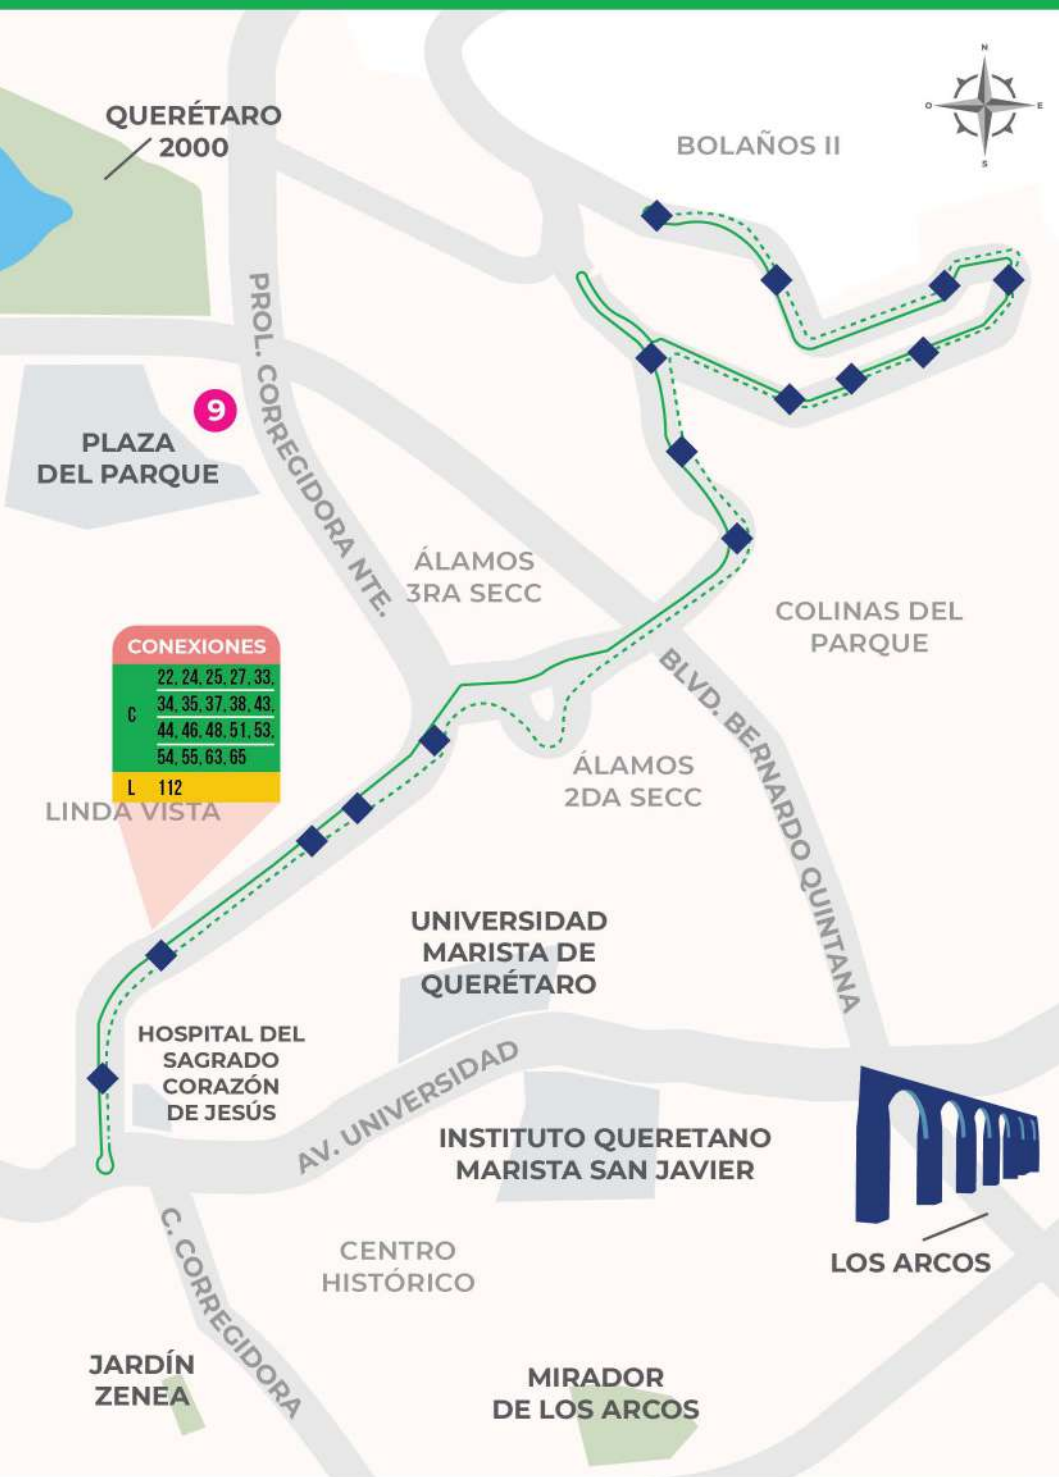 N
O
E
S
QUERÉTARO
2000
BOLAÑOS II
PROL. CORREGIDORA NTE.
9
PLAZA
DEL PARQUE
ÁLAMOS
3RA SECC
COLINAS DEL
PARQUE
CONEXIONES
C
22, 24, 25, 27, 33,
34, 35, 37, 38, 43,
44, 46, 48, 51, 53,
54, 55, 63, 65
L 112
LINDA VISTA
BLVD. BERNARDO QUINTANA
ÁLAMOS
2DA SECC
UNIVERSIDAD
MARISTA DE
QUERÉTARO
HOSPITAL DEL
SAGRADO
CORAZÓN
DE JESÚS
AV. UNIVERSIDAD
INSTITUTO QUERETANO
MARISTA SAN JAVIER
LOS ARCOS
C. CORREGIDORA
CENTRO
HISTÓRICO
JARDÍN
ZENEA
MIRADOR
DE LOS ARCOS